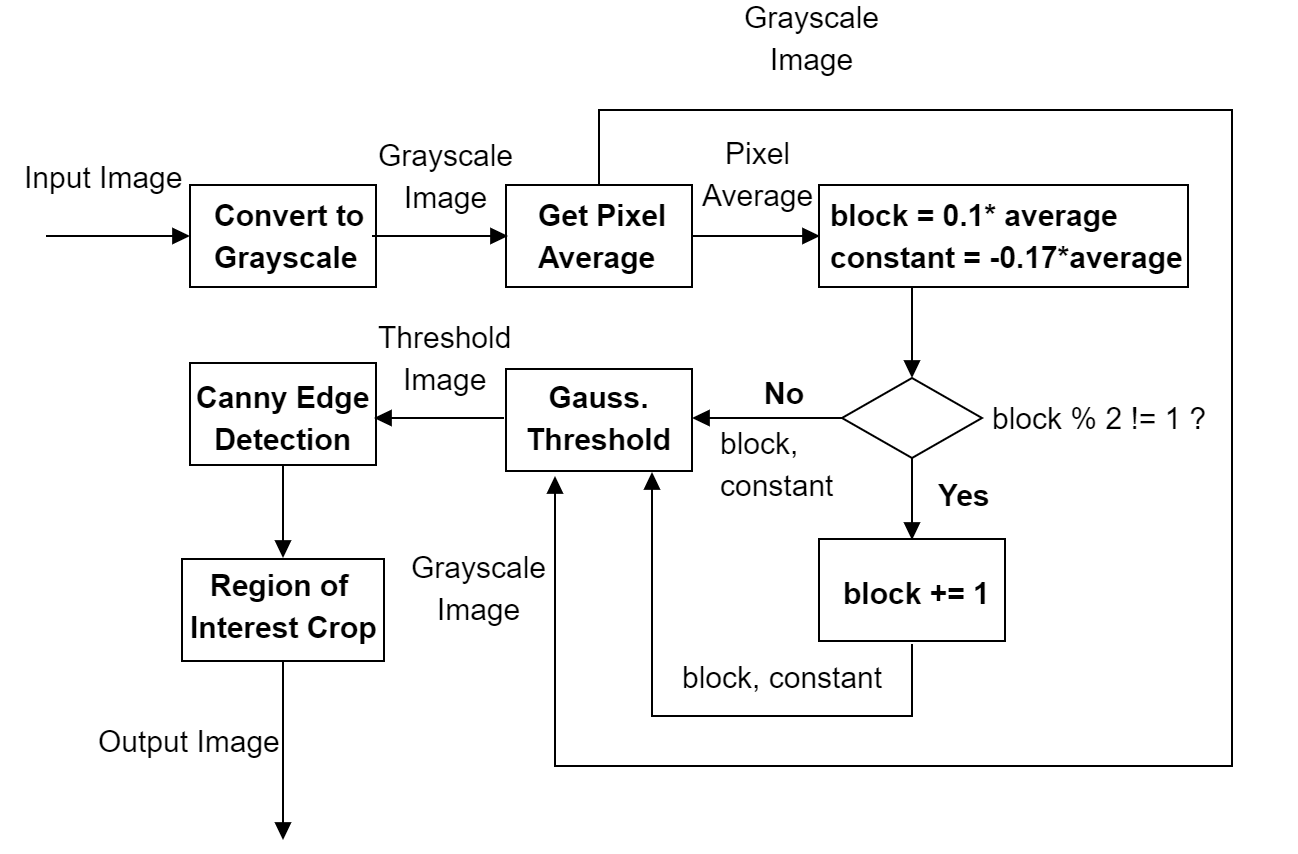 Grayscale
Image
Input Image
Grayscale
Image
Pixel
Average
Convert to
Grayscale
Get Pixel
Average
block = 0.1* average
constant = -0.17*average
Threshold
Image
Canny Edge
Detection
Gauss.
Threshold
No
block,
constant
block % 2 != 1 ?
Yes
Region of
Interest Crop
Grayscale
Image
block += 1
block, constant
Output Image